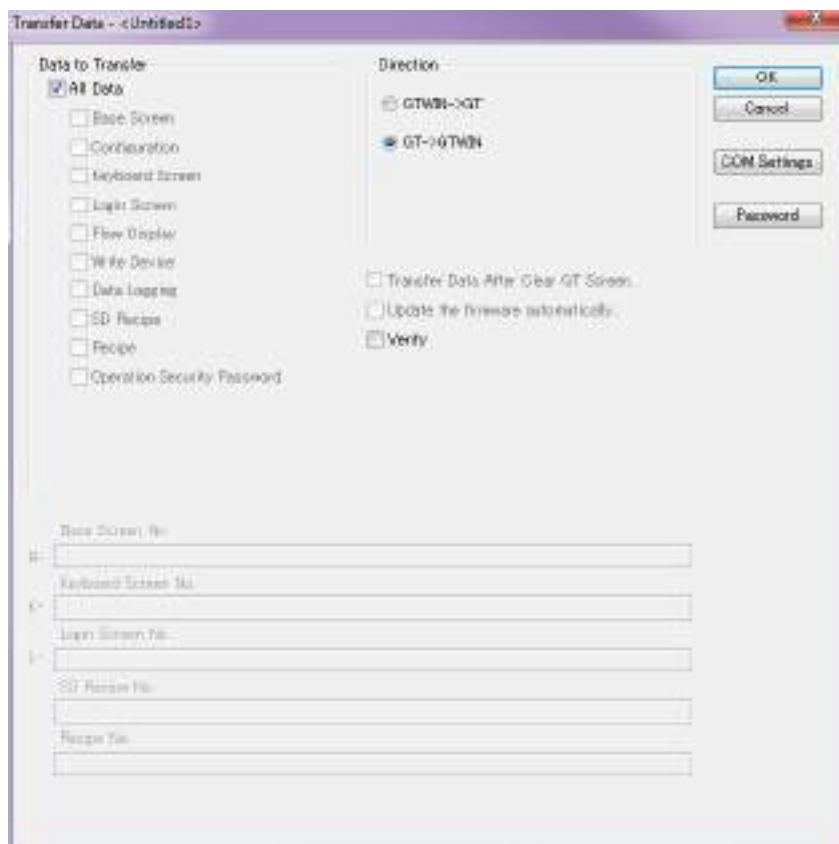 Transfer Data - <Untitled1>
Data to Transfer
All Data
Base Screen
Configuration
Keyboard Screen
Login Screen
Flow Display
Write Device
Data Logging
SD Recipe
Recipe
Operation Security Password
Direction
GTWIN->GT
GT->GTWIN
Transfer Data After Clear GT Screen.
Update the firmware automatically.
Verify
OK
Cancel
COM Settings
Password
Base Screen No.
Keyboard Screen No.
K-
Login Screen No.
L-
SD Recipe No.
Recipe No.